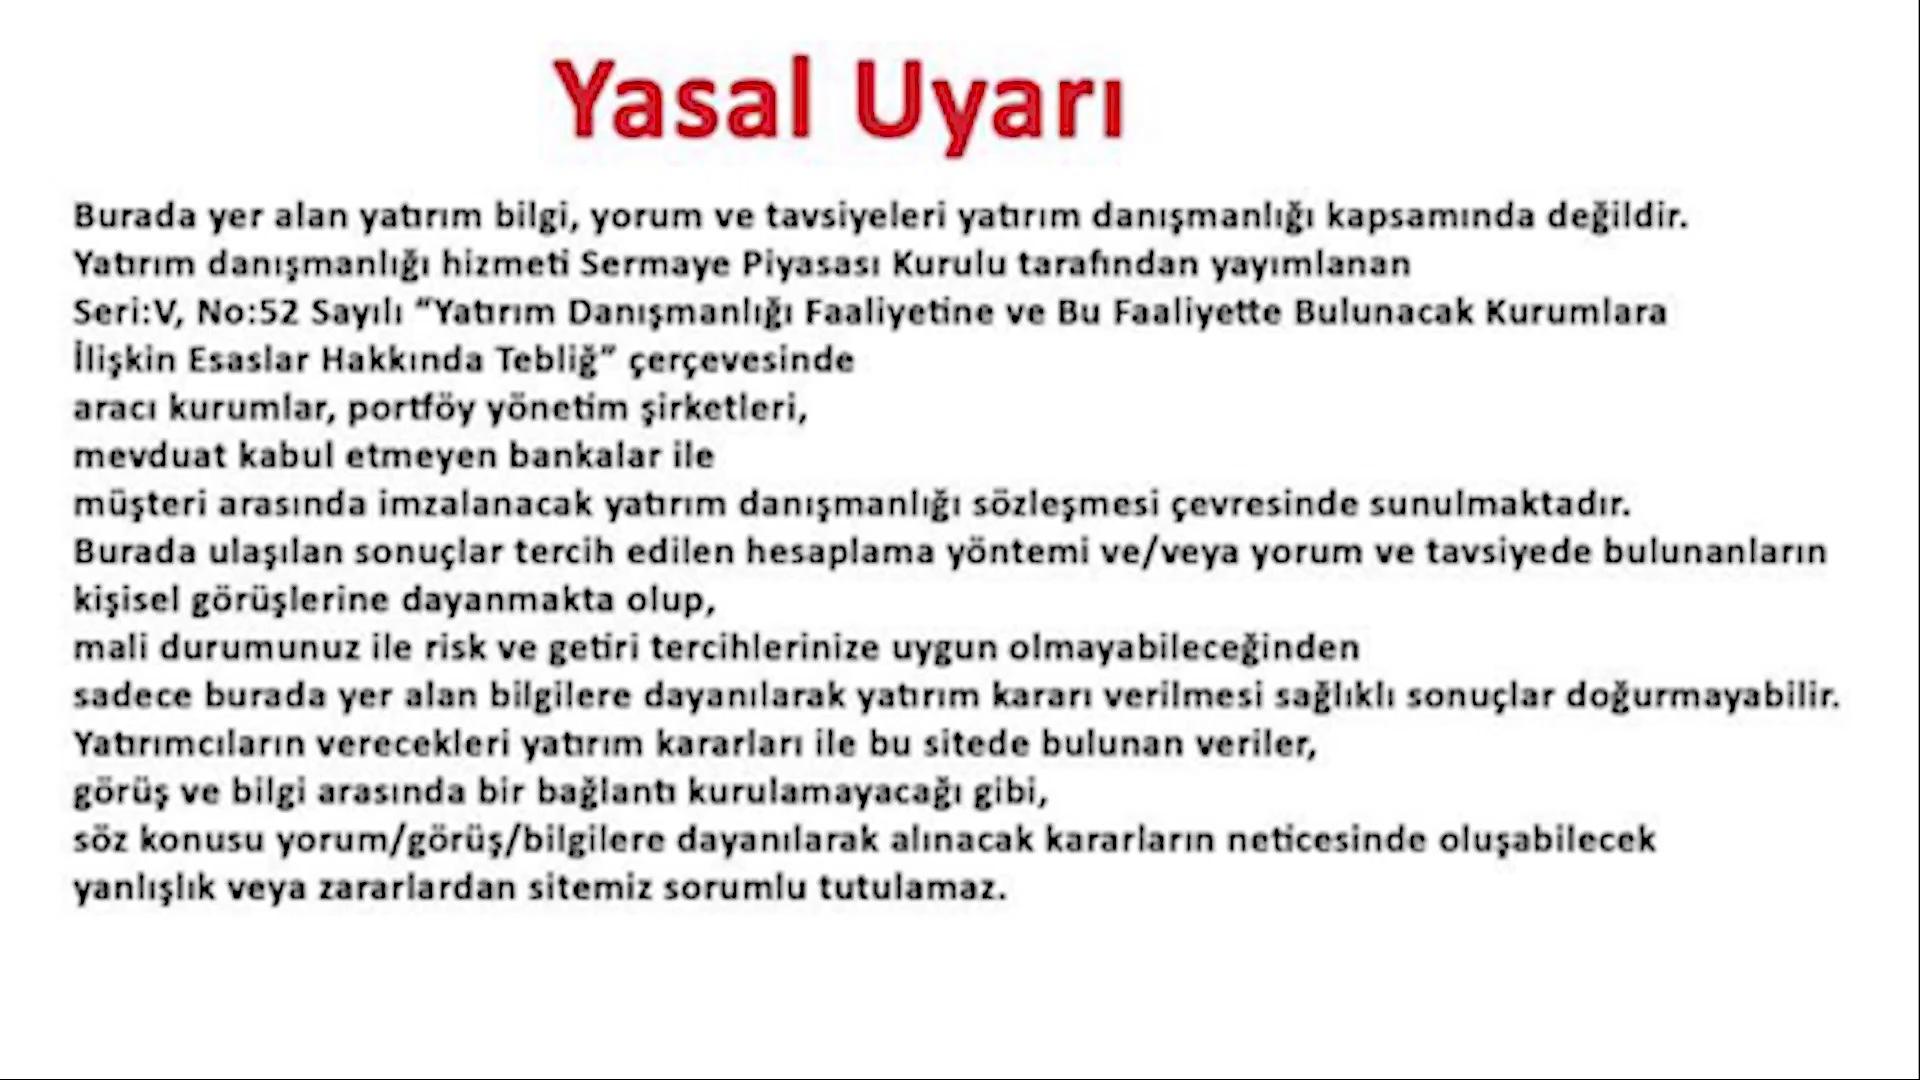 Yasal Uyarı
Burada yer alan yatırım bilgi, yorum ve tavsiyeleri yatırım danışmanlığı kapsamında değildir.
Yatırım danışmanlığı hizmeti Sermaye Piyasası Kurulu tarafından yayımlanan
Seri:V, No:52 Sayılı “Yatırım Danışmanlığı Faaliyetine ve Bu Faaliyette Bulunacak Kurumlara
İlişkin Esaslar Hakkında Tebliğ” çerçevesinde
aracı kurumlar, portföy yönetim şirketleri,
mevduat kabul etmeyen bankalar ile
müşteri arasında imzalanacak yatırım danışmanlığı sözleşmesi çevresinde sunulmaktadır.
Burada ulaşılan sonuçlar tercih edilen hesaplama yöntemi ve/veya yorum ve tavsiyede bulunanların
kişisel görüşlerine dayanmakta olup,
mali durumunuz ile risk ve getiri tercihlerinize uygun olmayabileceğinden
sadece burada yer alan bilgilere dayanılarak yatırım kararı verilmesi sağlıklı sonuçlar doğurmayabilir.
Yatırımcıların verecekleri yatırım kararları ile bu sitede bulunan veriler,
görüş ve bilgi arasında bir bağlantı kurulamayacağı gibi,
söz konusu yorum/görüş/bilgilere dayanılarak alınacak kararların neticesinde oluşabilecek
yanlışlık veya zararlardan sitemiz sorumlu tutulamaz.